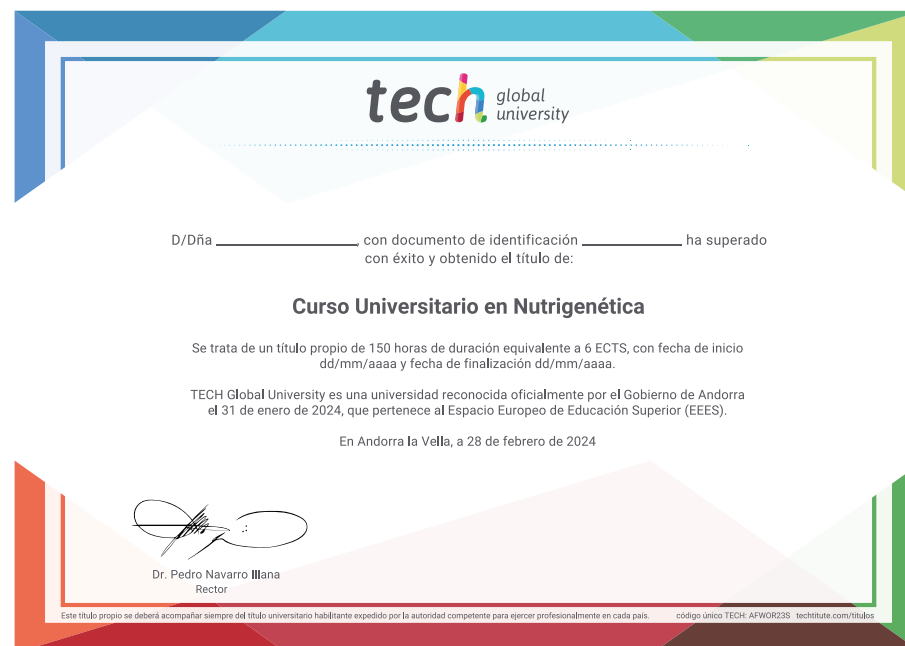 tech global university
D/Dña ____________, con documento de identificación ____________ ha superado
con éxito y obtenido el título de:
Curso Universitario en Nutrigenética
Se trata de un título propio de 150 horas de duración equivalente a 6 ECTS, con fecha de inicio
dd/mm/aaaa y fecha de finalización dd/mm/aaaa.
TECH Global University es una universidad reconocida oficialmente por el Gobierno de Andorra
el 31 de enero de 2024, que pertenece al Espacio Europeo de Educación Superior (EEES).
En Andorra la Vella, a 28 de febrero de 2024
Dr. Pedro Navarro Illana
Rector
Este título propio se deberá acompañar siempre del título universitario habilitante expedido por la autoridad competente para ejercer profesionalmente en cada país. código único TECH: AFWOR23S techtitute.com/titulos